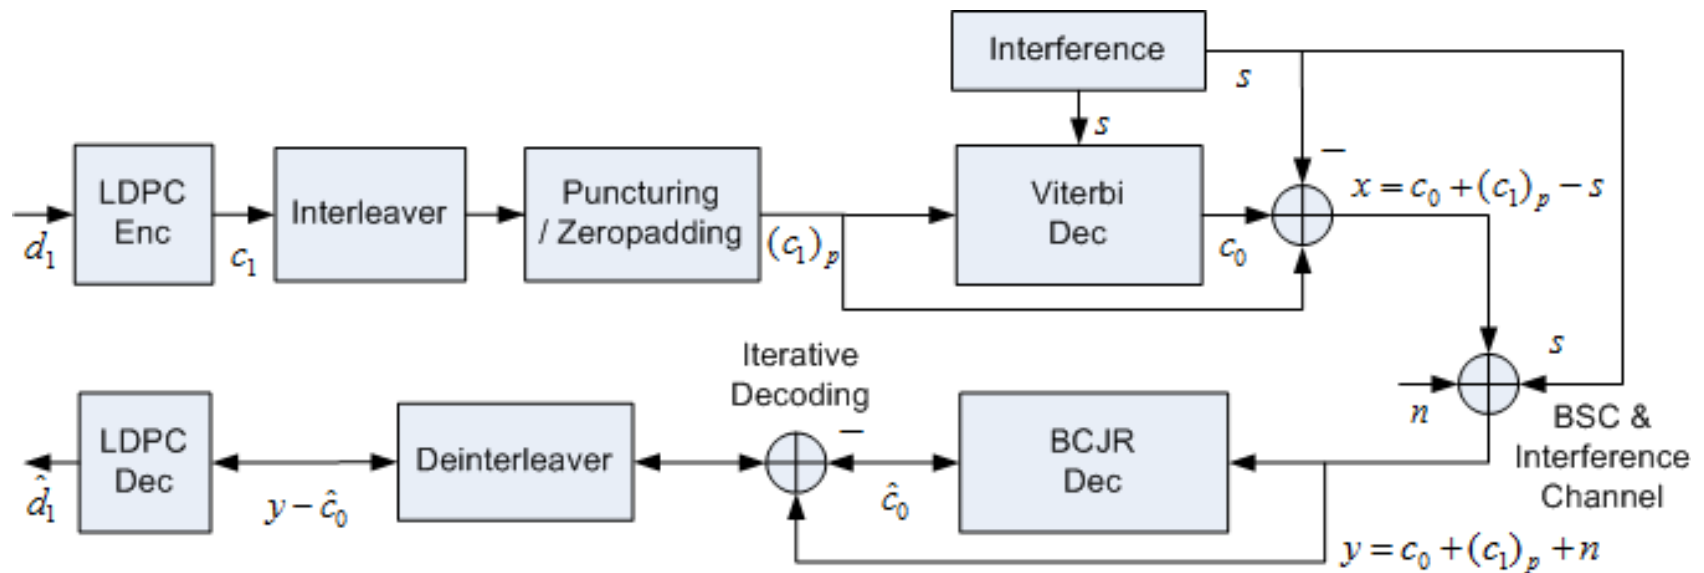 Interference
s
s
LDPC
Enc
Interleaver
Puncturing
/ Zeropadding
Viterbi
Dec
−
x = c₀ + (c₁)ₚ − s
d₁
c₁
(c₁)ₚ
c₀
Iterative
Decoding
s
n
BSC &
Interference
Channel
LDPC
Dec
Deinterleaver
−
BCJR
Dec
d̂₁
y − ĉ₀
ĉ₀
y = c₀ + (c₁)ₚ + n